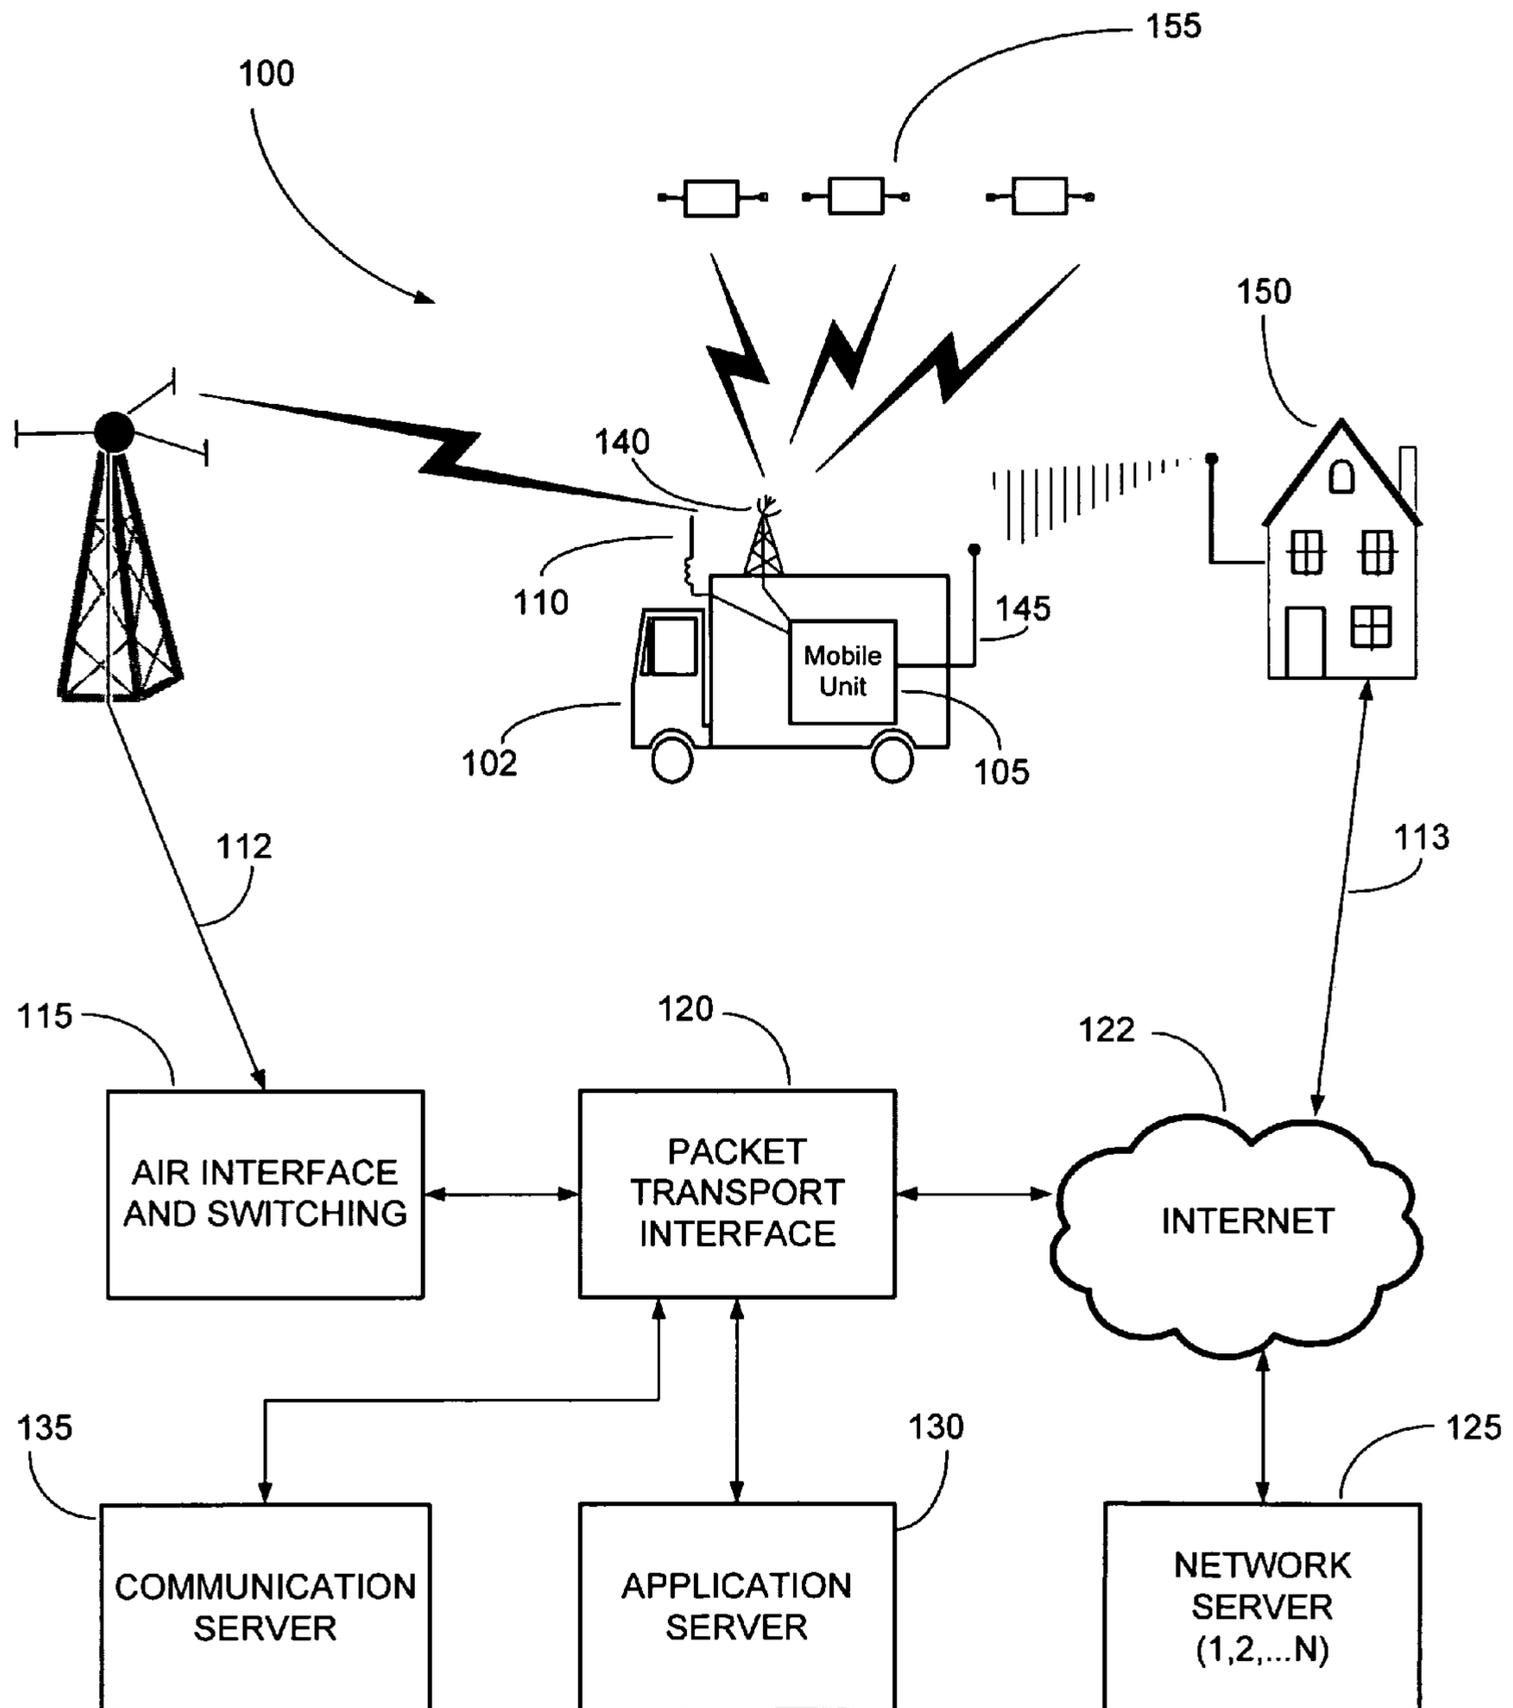 155
100
150
140
110
145
Mobile
Unit
102
105
112
113
115
120
122
AIR INTERFACE
AND SWITCHING
PACKET
TRANSPORT
INTERFACE
INTERNET
135
130
125
COMMUNICATION
SERVER
APPLICATION
SERVER
NETWORK
SERVER
(1,2,...N)